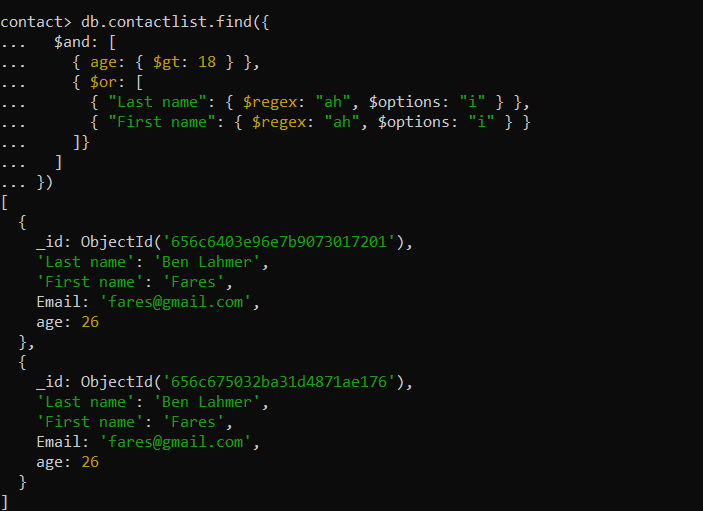 contact> db.contactlist.find({
...   $and: [
...     { age: { $gt: 18 } },
...     { $or: [
...       { "Last name": { $regex: "ah", $options: "i" } },
...       { "First name": { $regex: "ah", $options: "i" } }
...     ]}
...   ]
... })
[
  {
    _id: ObjectId('656c6403e96e7b9073017201'),
    'Last name': 'Ben Lahmer',
    'First name': 'Fares',
    Email: 'fares@gmail.com',
    age: 26
  },
  {
    _id: ObjectId('656c675032ba31d4871ae176'),
    'Last name': 'Ben Lahmer',
    'First name': 'Fares',
    Email: 'fares@gmail.com',
    age: 26
  }
]